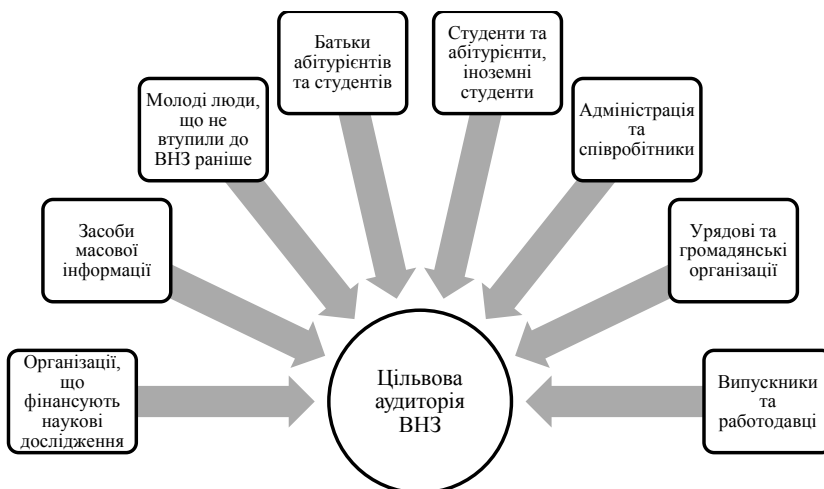 Батьки
абітурієнтів
та студентів
Студенти та
абітурієнти,
іноземні
студенти
Молоді люди,
що не
втупили до
ВНЗ раніше
Адміністрація
та
співробітники
Засоби
масової
інформації
Урядові та
громадянські
організації
Організації,
що
фінансують
наукові
дослідження
Цільвова
аудиторія
ВНЗ
Випускники
та
работодавці